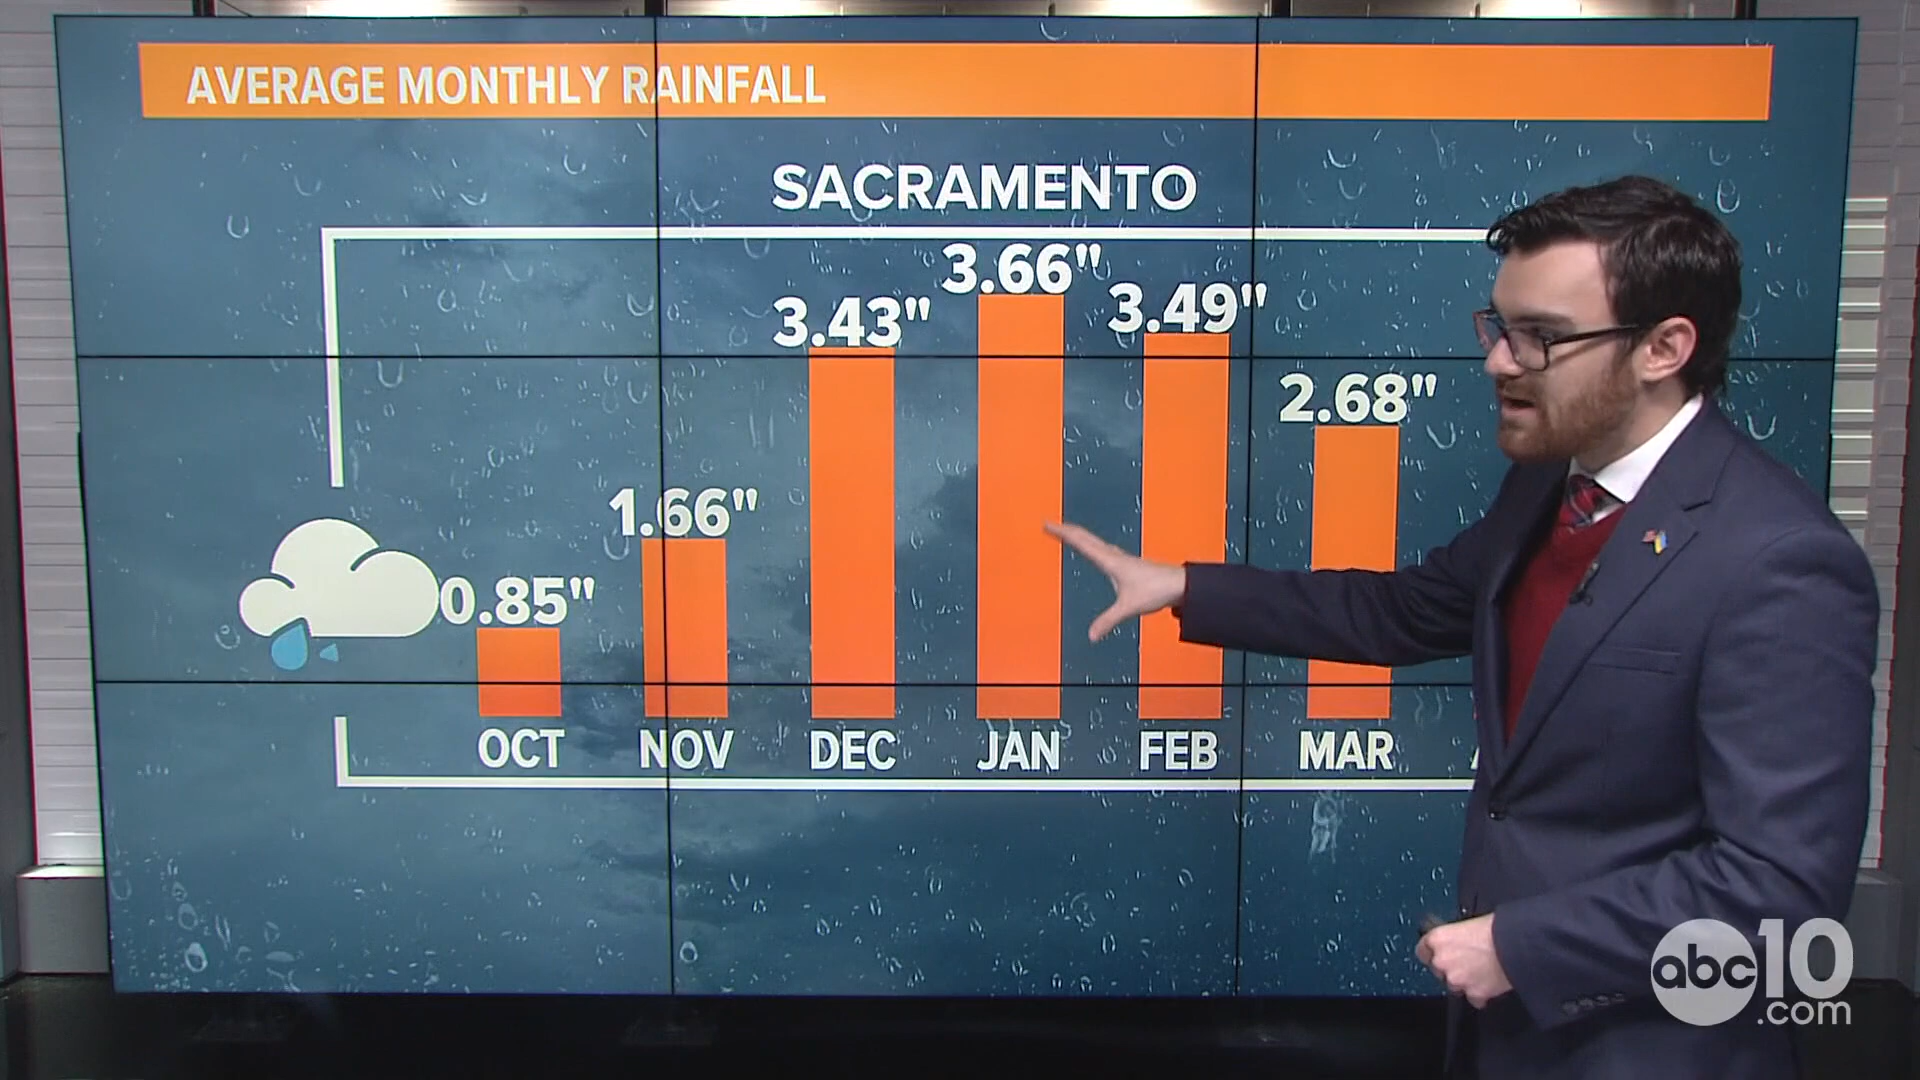 AVERAGE MONTHLY RAINFALL
SACRAMENTO
0.85"
1.66"
3.43"
3.66"
3.49"
2.68"
OCT NOV DEC JAN FEB MAR
abc10
.com